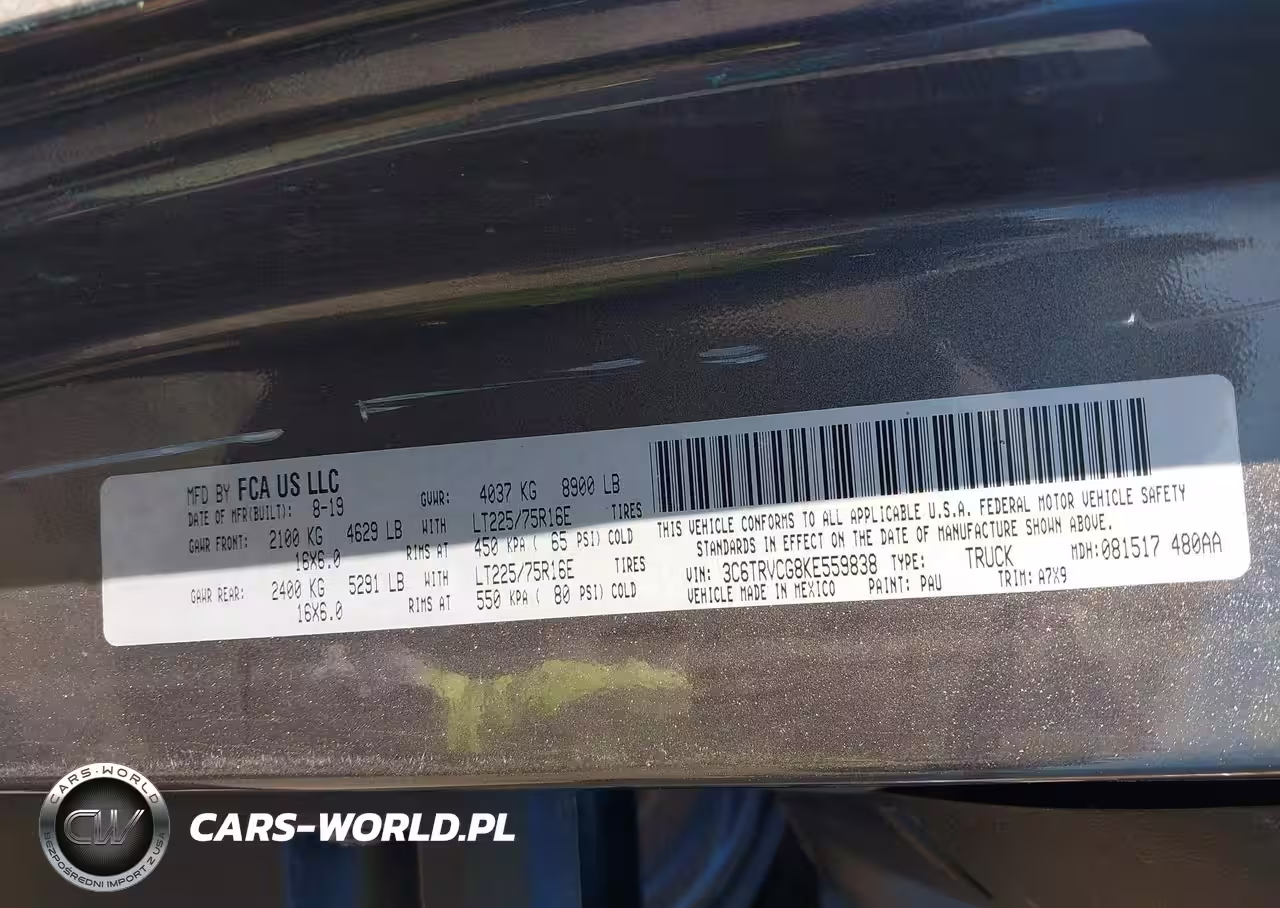 MFD BY FCA US LLC
DATE OF MFR(BUILT): 8-19
GVWR: 4037 KG 8900 LB
GAWR FRONT: 2100 KG 4629 LB WITH LT225/75R16E TIRES
16X6.0 RIMS AT 450 KPA ( 65 PSI) COLD
GAWR REAR: 2400 KG 5291 LB WITH LT225/75R16E TIRES
16X6.0 RIMS AT 550 KPA ( 80 PSI) COLD
THIS VEHICLE CONFORMS TO ALL APPLICABLE U.S.A. FEDERAL MOTOR VEHICLE SAFETY
STANDARDS IN EFFECT ON THE DATE OF MANUFACTURE SHOWN ABOVE.
VIN: 3C6TRVCG8KE559838 TYPE: TRUCK MDH:081517 480AA
VEHICLE MADE IN MEXICO PAINT: PAU TRIM: A7X9
CARS-WORLD
CW
BEZPOŚREDNI IMPORT Z USA
CARS-WORLD.PL